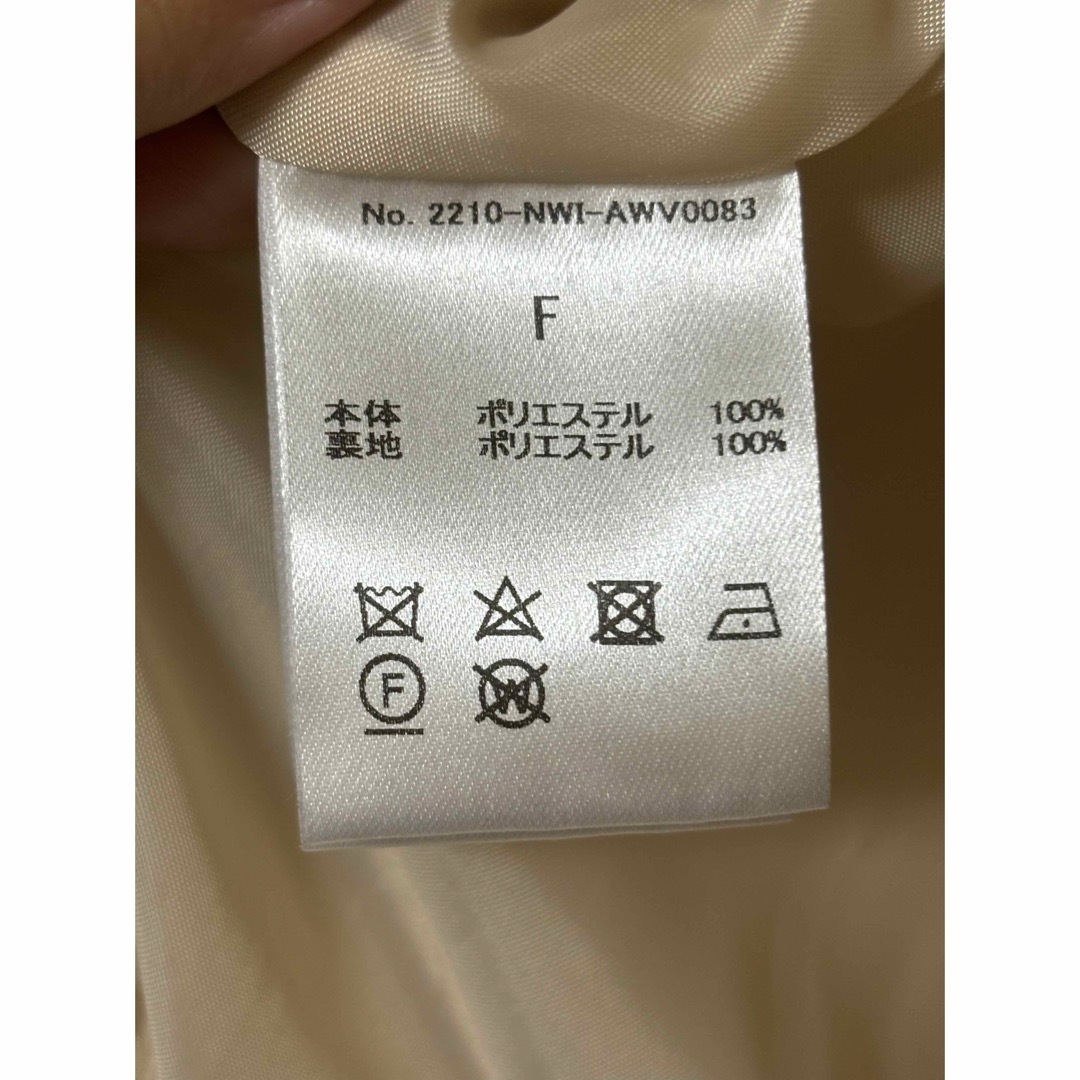 No. 2210-NWI-AWV0083
F
本体 ポリエステル 100%
裏地 ポリエステル 100%
F
W